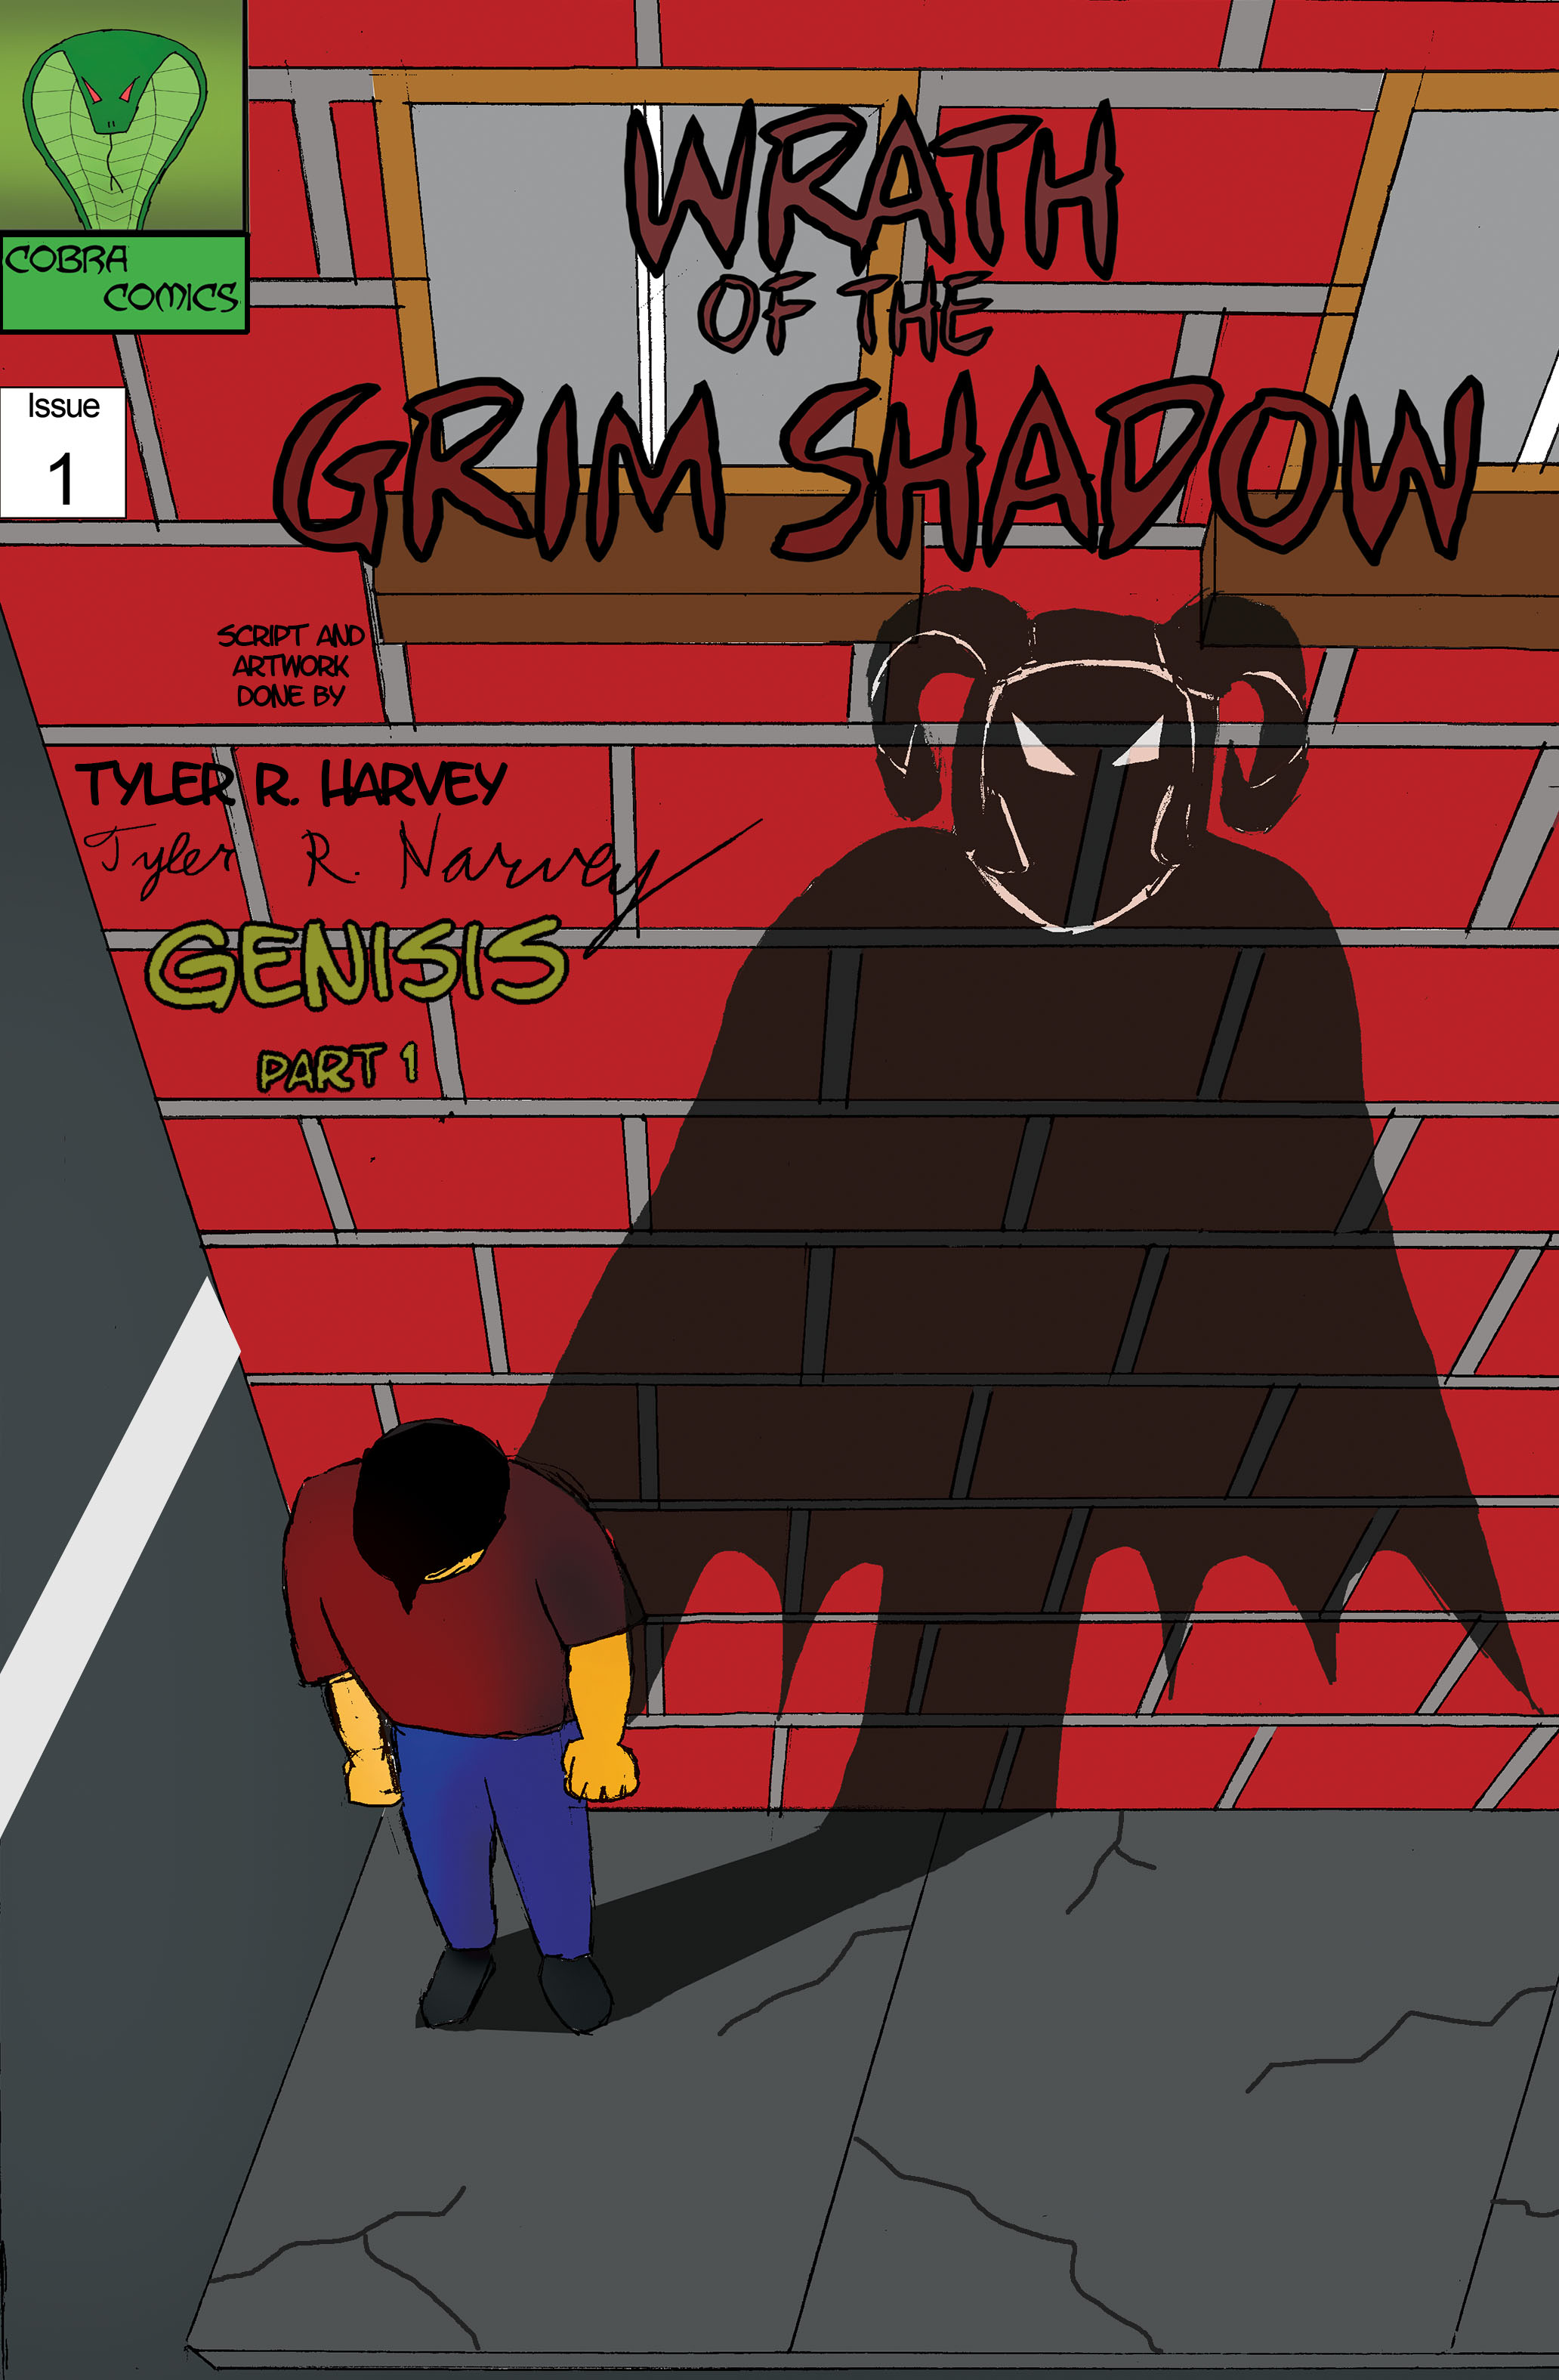 COBRA
COMICS
Issue
1
WRATH
OF THE
GRIM SHADOW
SCRIPT AND
ARTWORK
DONE BY
TYLER R. HARVEY
Tyler R. Harvey
GENISIS
PART 1